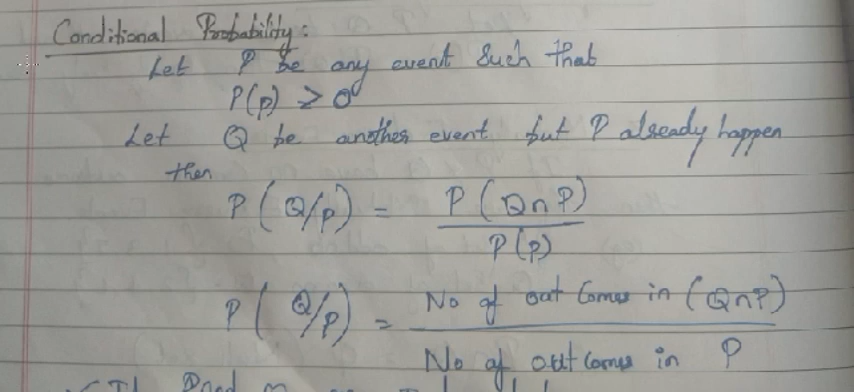 Conditional Probability:
Let P be any event such that
P(p) > 0
Let Q be another event but P already happen
then
P (Q/p) = P (Q∩P) / P(p)
P (Q/p) = No of out comes in (Q∩P) / No of out comes in P